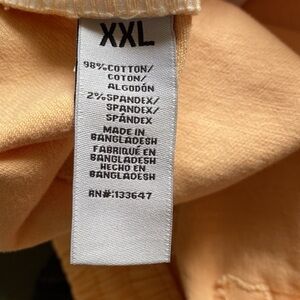 XXL
98%COTTON/
COTON/
ALGODÓN
2%SPANDEX/
SPANDEX/
SPÁNDEX
MADE IN
BANGLADESH
FABRIQUÉ EN
BANGLADESH
HECHO EN
BANGLADESH
RN#:133647